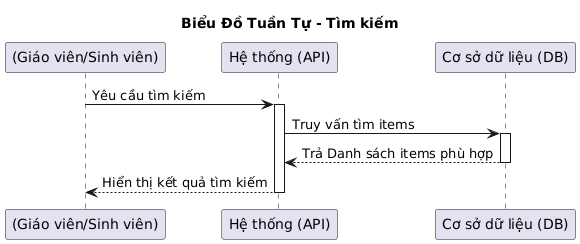 Biểu Đồ Tuần Tự - Tìm kiếm
(Giáo viên/Sinh viên)
Hệ thống (API)
Cơ sở dữ liệu (DB)
Yêu cầu tìm kiếm
Truy vấn tìm items
Trả Danh sách items phù hợp
Hiển thị kết quả tìm kiếm
(Giáo viên/Sinh viên)
Hệ thống (API)
Cơ sở dữ liệu (DB)